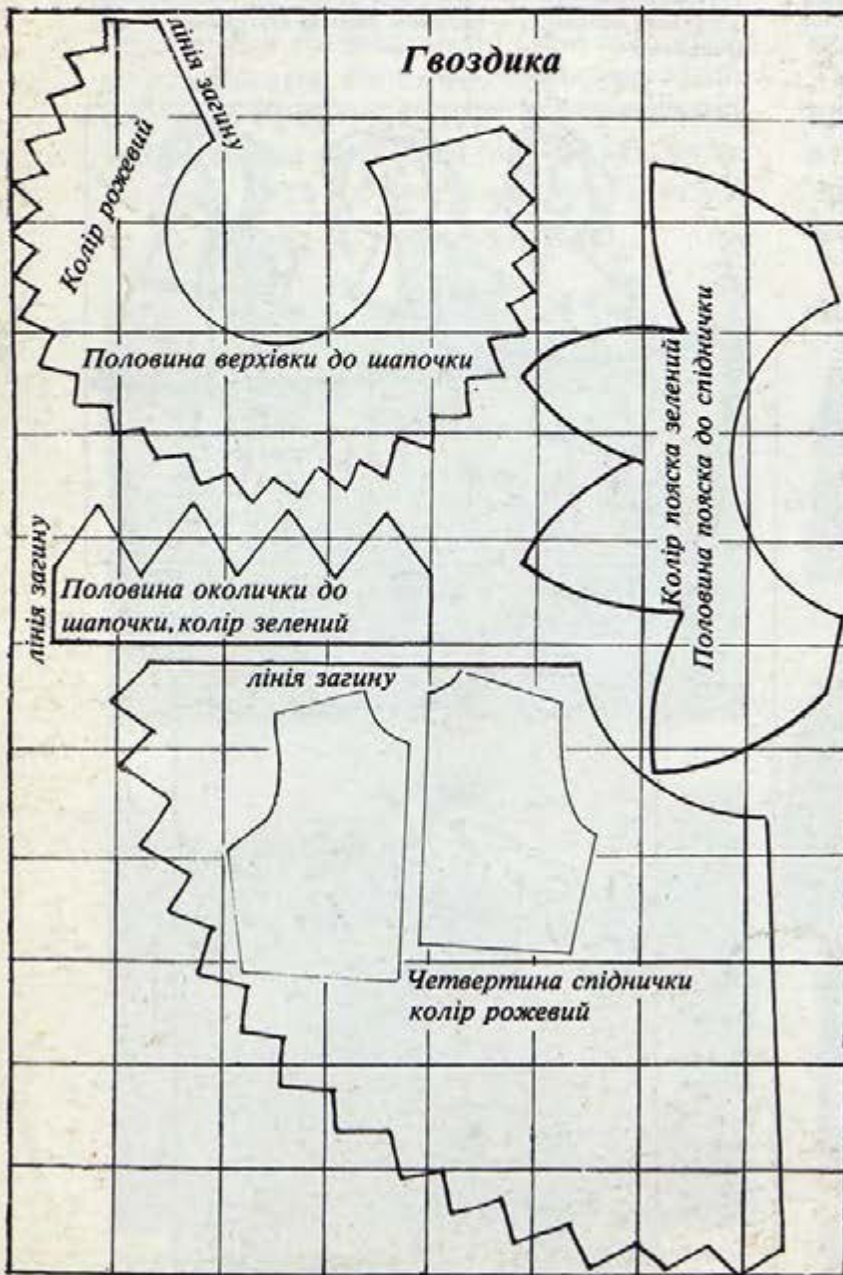 Гвоздика
лінія загину
Колір рожевий
Половина верхівки до шапочки
лінія загину
Половина околички до
шапочки, колір зелений
Колір пояска зелений
Половина пояска до спіднички
лінія загину
Четвертина спіднички
колір рожевий